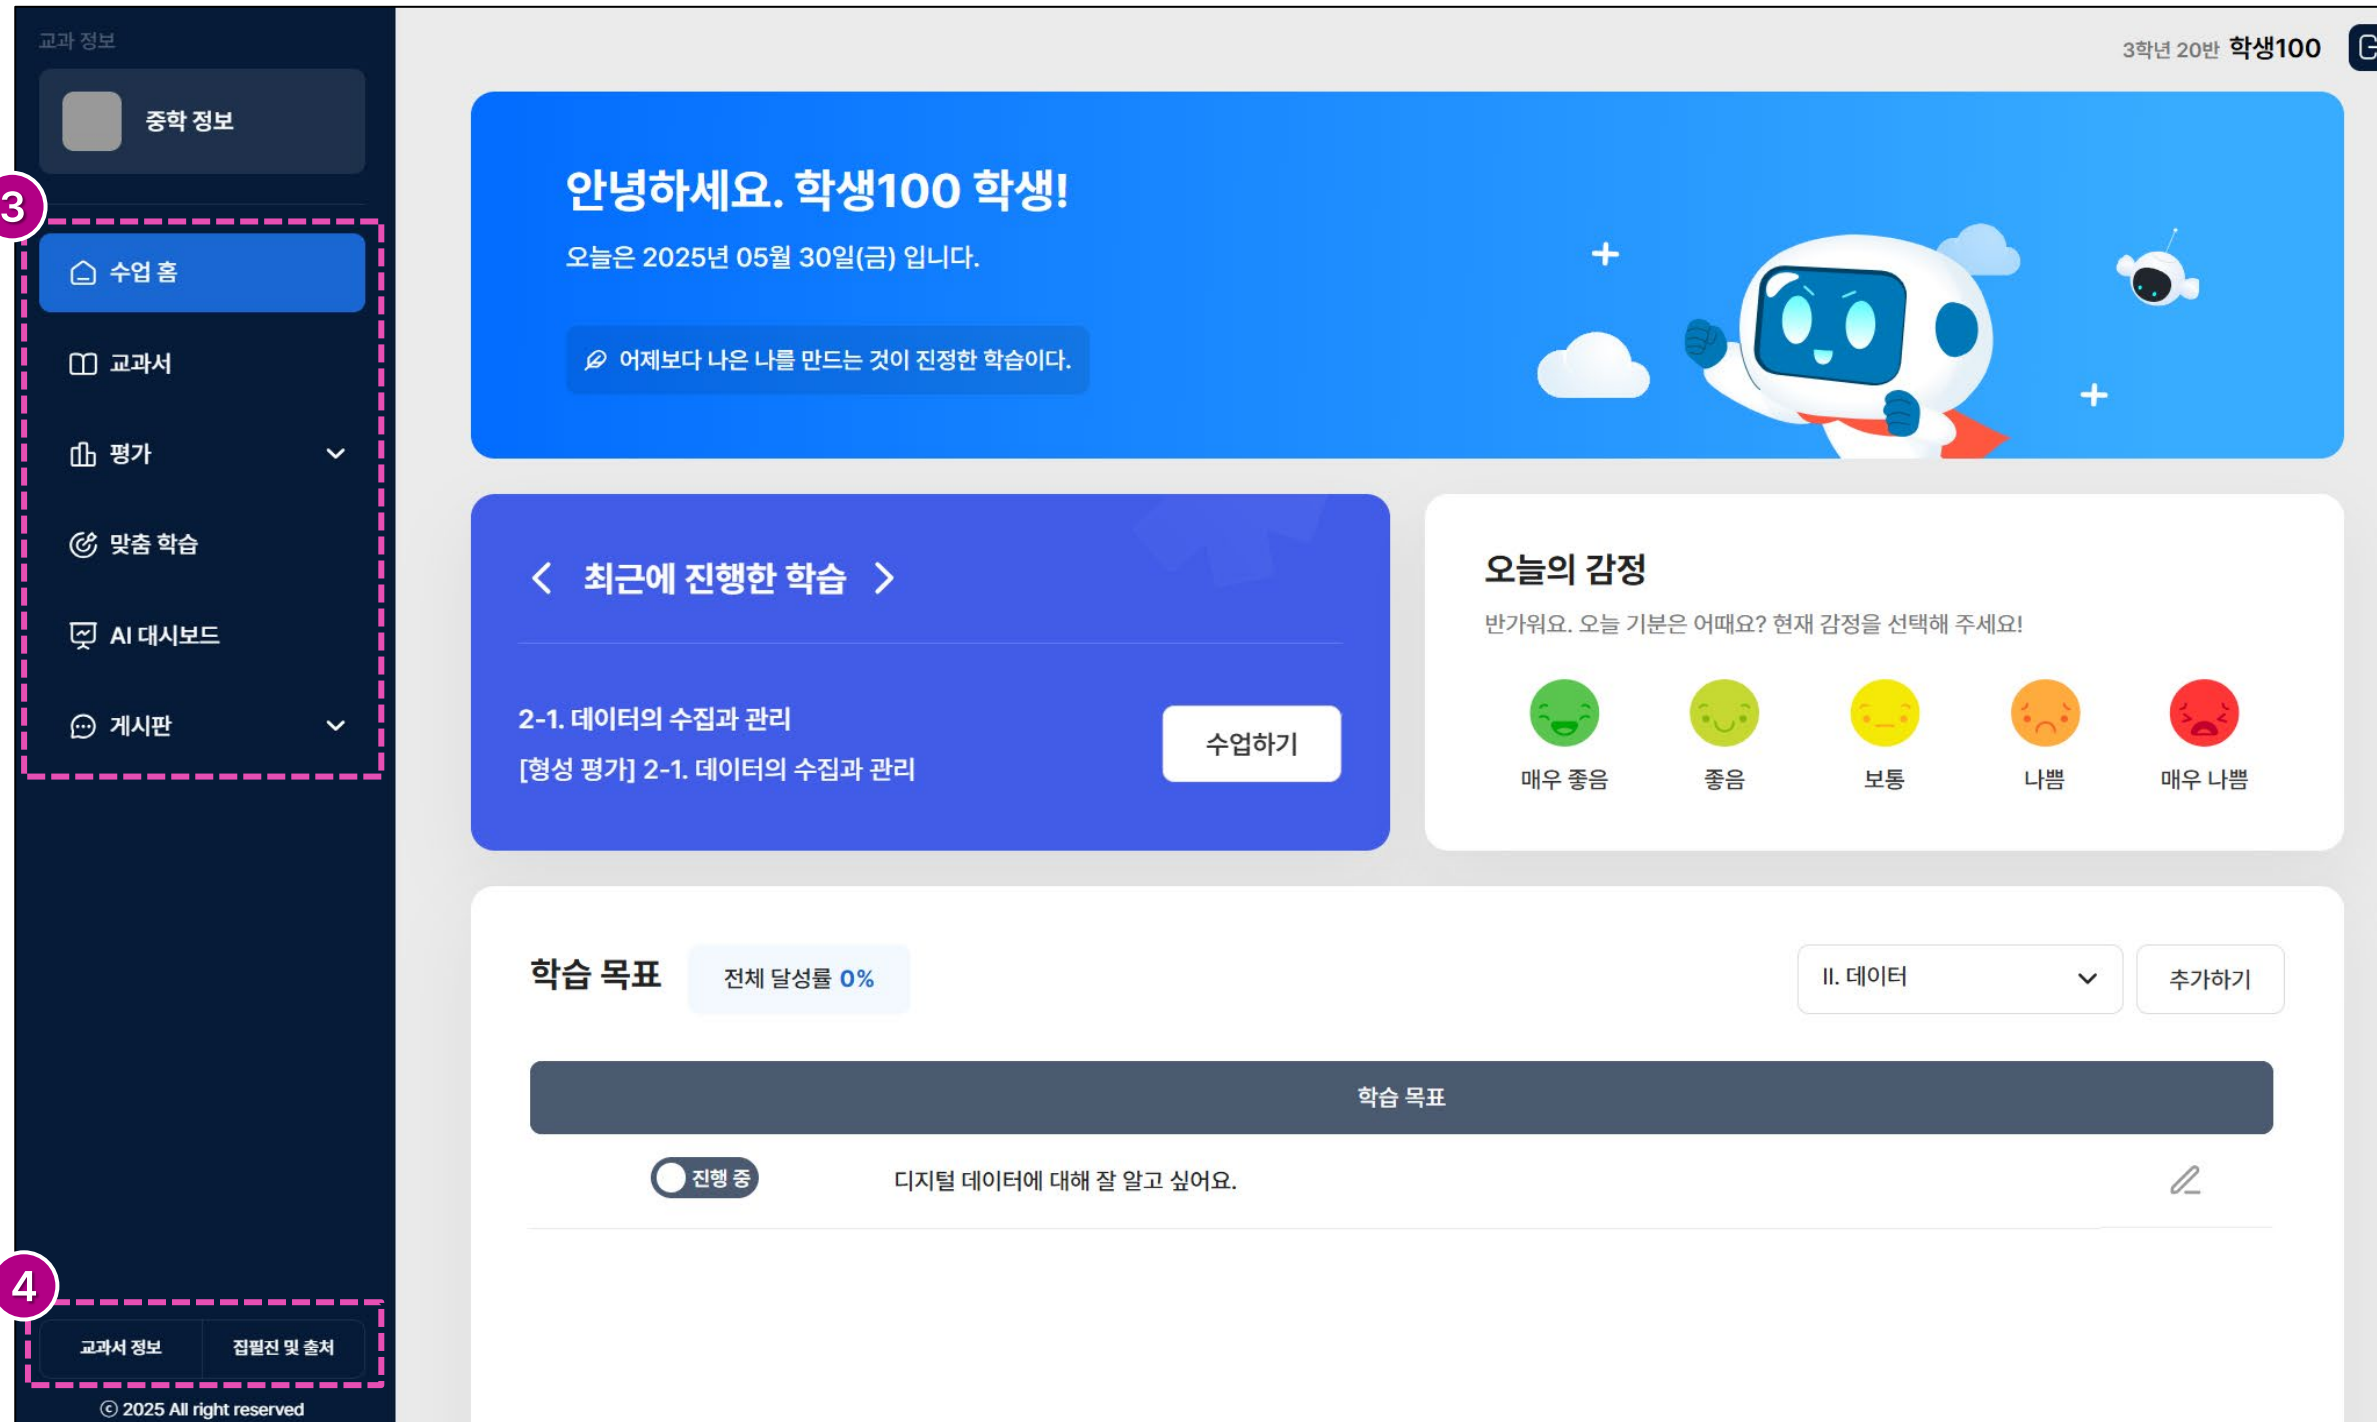 교과 정보
중학 정보
3
수업 홈
교과서
평가
맞춤 학습
AI 대시보드
게시판
4
교과서 정보 집필진 및 출처
ⓒ 2025 All right reserved
3학년 20반 학생100
안녕하세요. 학생100 학생!
오늘은 2025년 05월 30일(금) 입니다.
어제보다 나은 나를 만드는 것이 진정한 학습이다.
최근에 진행한 학습
2-1. 데이터의 수집과 관리
[형성 평가] 2-1. 데이터의 수집과 관리
수업하기
오늘의 감정
반가워요. 오늘 기분은 어때요? 현재 감정을 선택해 주세요!
매우 좋음 좋음 보통 나쁨 매우 나쁨
학습 목표 전체 달성률 0% II. 데이터 추가하기
학습 목표
진행 중 디지털 데이터에 대해 잘 알고 싶어요.